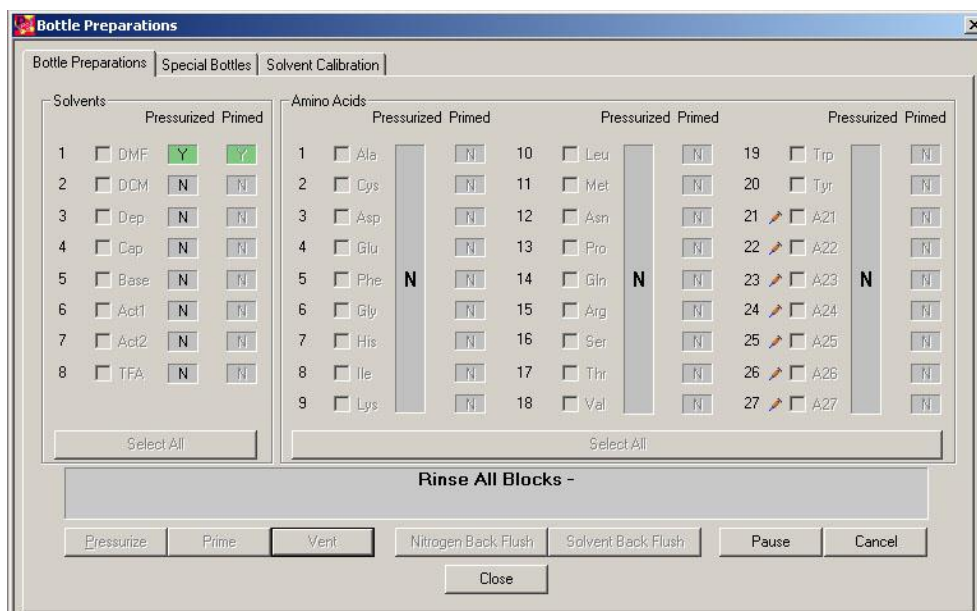 Bottle Preparations
Bottle Preparations Special Bottles Solvent Calibration
Solvents Amino Acids
Pressurized Primed Pressurized Primed Pressurized Primed Pressurized Primed
1 DMF Y Y 1 Ala N 10 Leu N 19 Trp N
2 DCM N N 2 Cys N 11 Met N 20 Tyr N
3 Dep N N 3 Asp N 12 Asn N 21 A21 N
4 Cap N N 4 Glu N 13 Pro N 22 A22 N
5 Base N N 5 Phe N N 14 Gln N N 23 A23 N N
6 Act1 N N 6 Gly N 15 Arg N 24 A24 N
7 Act2 N N 7 His N 16 Ser N 25 A25 N
8 TFA N N 8 Ile N 17 Thr N 26 A26 N
9 Lys N 18 Val N 27 A27 N
Select All Select All
Rinse All Blocks -
Pressurize Prime Vent Nitrogen Back Flush Solvent Back Flush Pause Cancel
Close